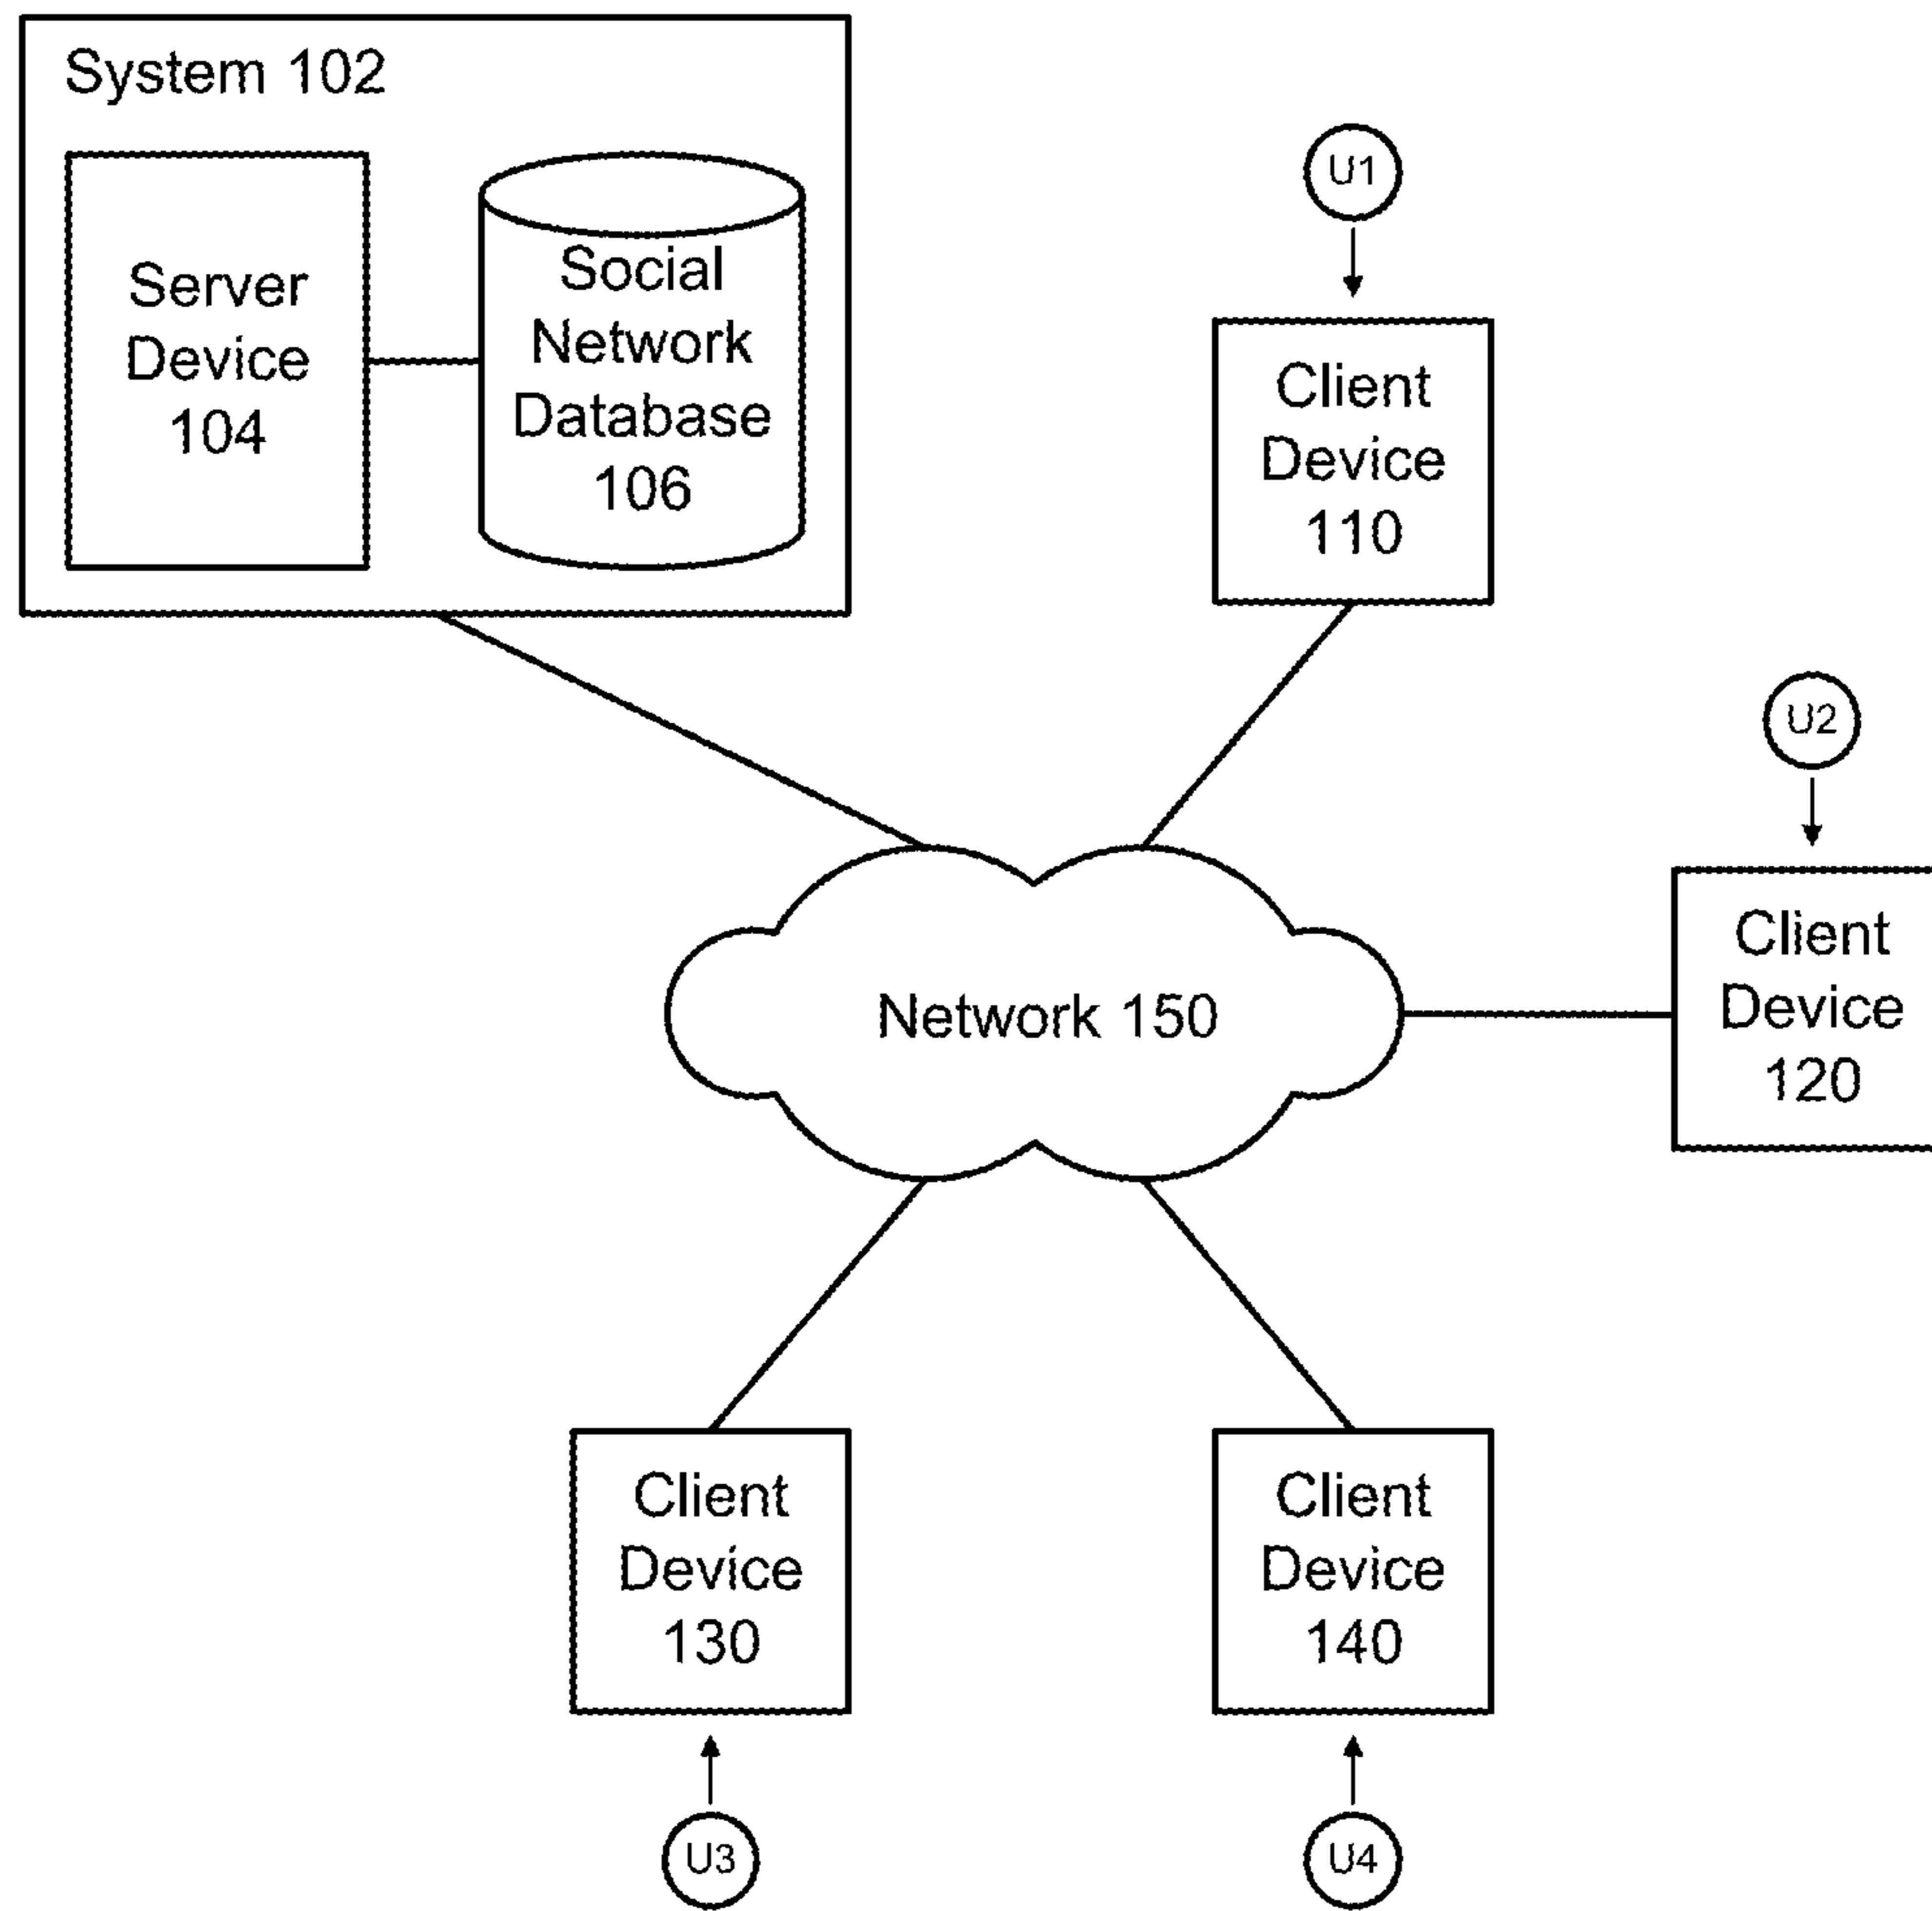 System 102
Server
Device
104
Social
Network
Database
106
U1
Client
Device
110
U2
Client
Device
120
Network 150
Client
Device
130
Client
Device
140
U3
U4